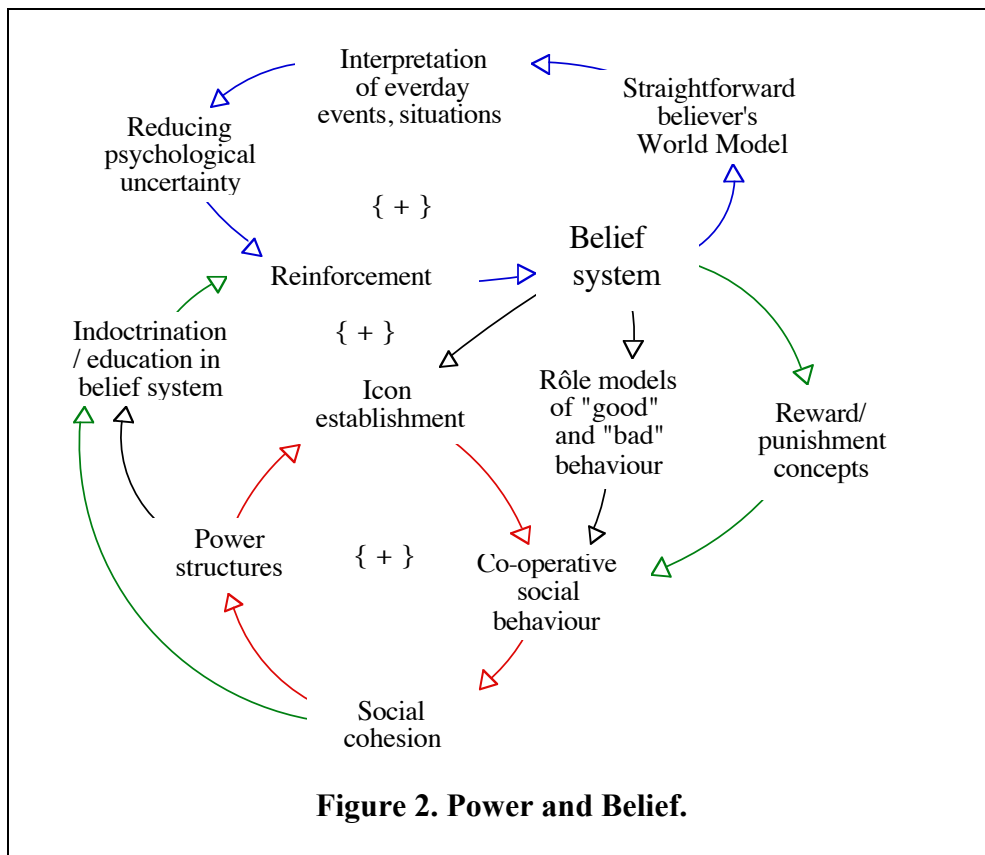 Interpretation
of everday
events, situations
Straightforward
believer's
World Model
Reducing
psychological
uncertainty
{ + }
Belief
system
Reinforcement
{ + }
Indoctrination
/ education in
belief system
Icon
establishment
Rôle models
of "good"
and "bad"
behaviour
Reward/
punishment
concepts
Power
structures
{ + }
Co-operative
social
behaviour
Social
cohesion
Figure 2. Power and Belief.